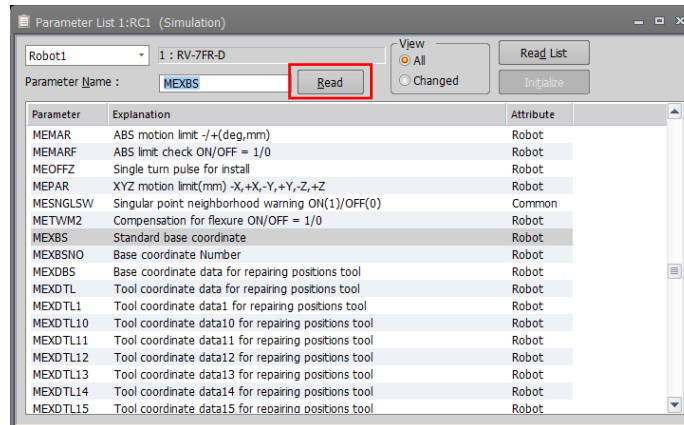 Parameter List 1:RC1 (Simulation)
Robot1 1 : RV-7FR-D
View
All
Changed
Read List
Parameter Name : MEXBS Read
Initialize
Parameter Explanation Attribute
MEMAR ABS motion limit -/+(deg,mm) Robot
MEMARF ABS limit check ON/OFF = 1/0 Robot
MEOFFZ Single turn pulse for install Robot
MEPAR XYZ motion limit(mm) -X,+X,-Y,+Y,-Z,+Z Robot
MESNGLSW Singular point neighborhood warning ON(1)/OFF(0) Common
METWM2 Compensation for flexure ON/OFF = 1/0 Robot
MEXBS Standard base coordinate Robot
MEXBSNO Base coordinate Number Robot
MEXDBS Base coordinate data for repairing positions tool Robot
MEXDTL Tool coordinate data for repairing positions tool Robot
MEXDTL1 Tool coordinate data1 for repairing positions tool Robot
MEXDTL10 Tool coordinate data10 for repairing positions tool Robot
MEXDTL11 Tool coordinate data11 for repairing positions tool Robot
MEXDTL12 Tool coordinate data12 for repairing positions tool Robot
MEXDTL13 Tool coordinate data13 for repairing positions tool Robot
MEXDTL14 Tool coordinate data14 for repairing positions tool Robot
MEXDTL15 Tool coordinate data15 for repairing positions tool Robot